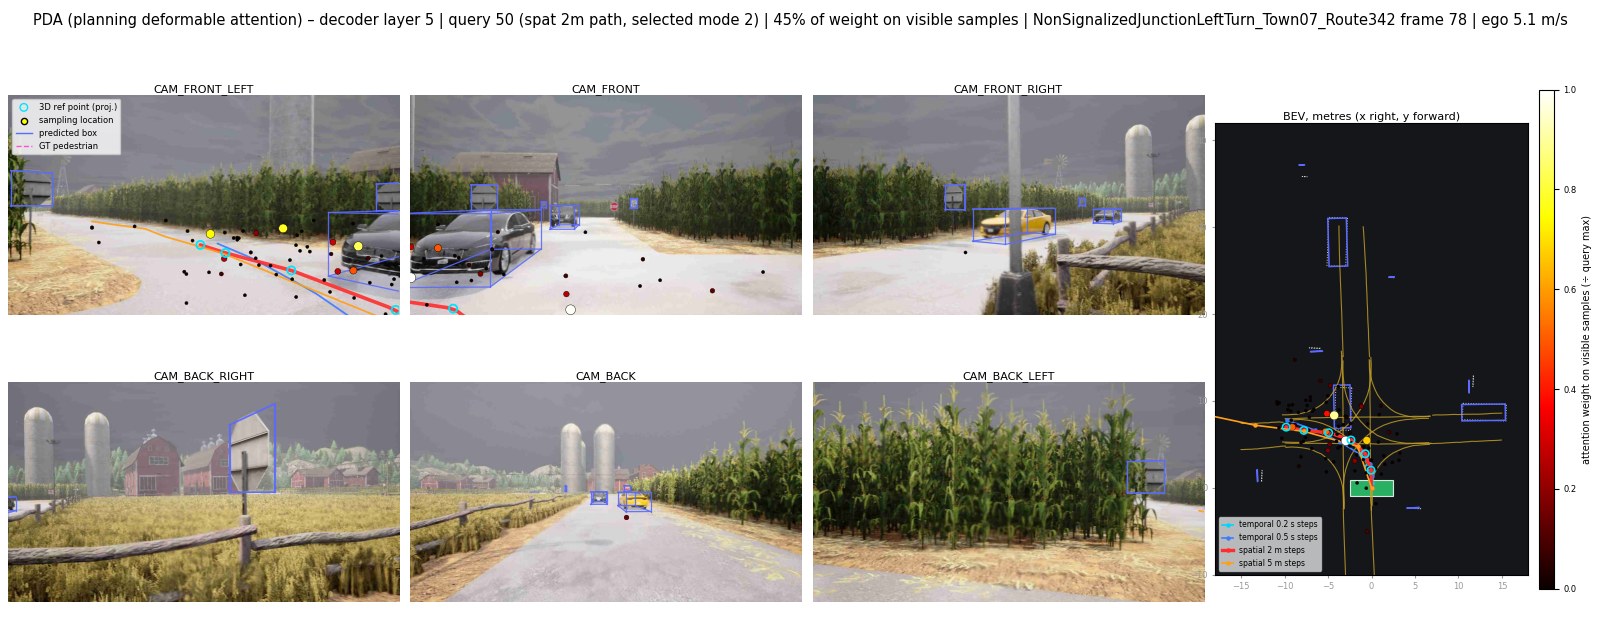 PDA (planning deformable attention) – decoder layer 5 | query 50 (spat 2m path, selected mode 2) | 45% of weight on visible samples | NonSignalizedJunctionLeftTurn_Town07_Route342 frame 78 | ego 5.1 m/s
CAM_FRONT_LEFT
CAM_FRONT
CAM_FRONT_RIGHT
3D ref point (proj.)
sampling location
predicted box
GT pedestrian
CAM_BACK_RIGHT
CAM_BACK
CAM_BACK_LEFT
BEV, metres (x right, y forward)
temporal 0.2 s steps
temporal 0.5 s steps
spatial 2 m steps
spatial 5 m steps
−15
−10
−5
0
5
10
15
1.0
0.8
0.6
0.4
0.2
0.0
attention weight on visible samples (÷ query max)